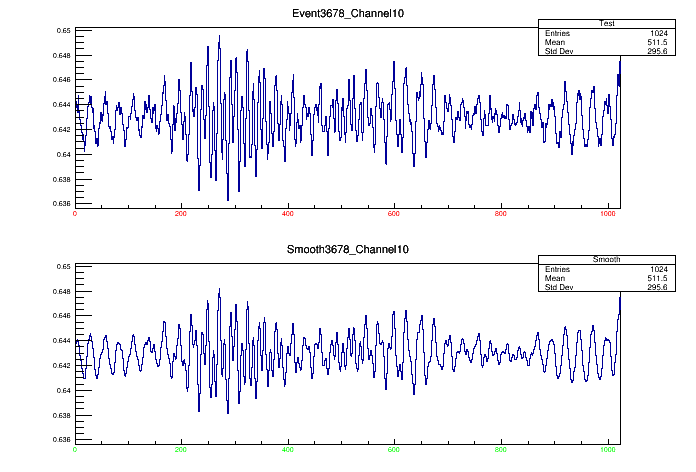 Event3678_Channel10
Test
Entries 1024
Mean 511.5
Std Dev 295.6
0.65
0.648
0.646
0.644
0.642
0.64
0.638
0.636
0 200 400 600 800 1000
Smooth3678_Channel10
Smooth
Entries 1024
Mean 511.5
Std Dev 295.6
0.65
0.648
0.646
0.644
0.642
0.64
0.638
0.636
0 200 400 600 800 1000